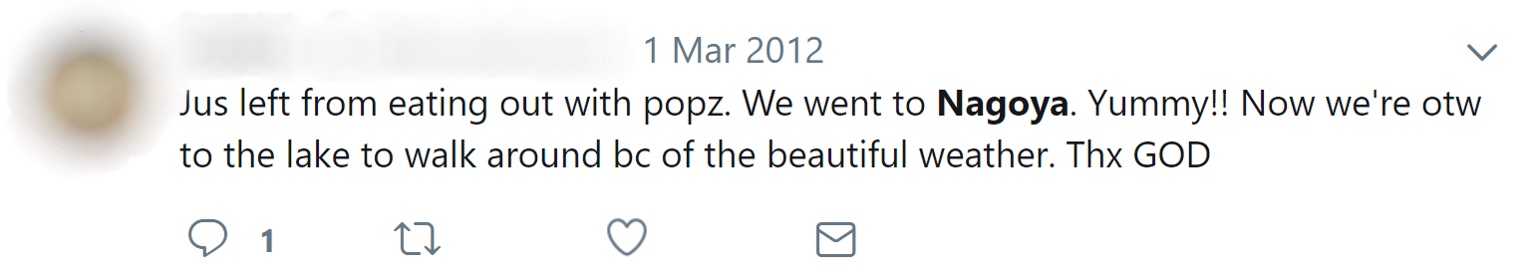 1 Mar 2012
Jus left from eating out with popz. We went to Nagoya. Yummy!! Now we're otw
to the lake to walk around bc of the beautiful weather. Thx GOD
1